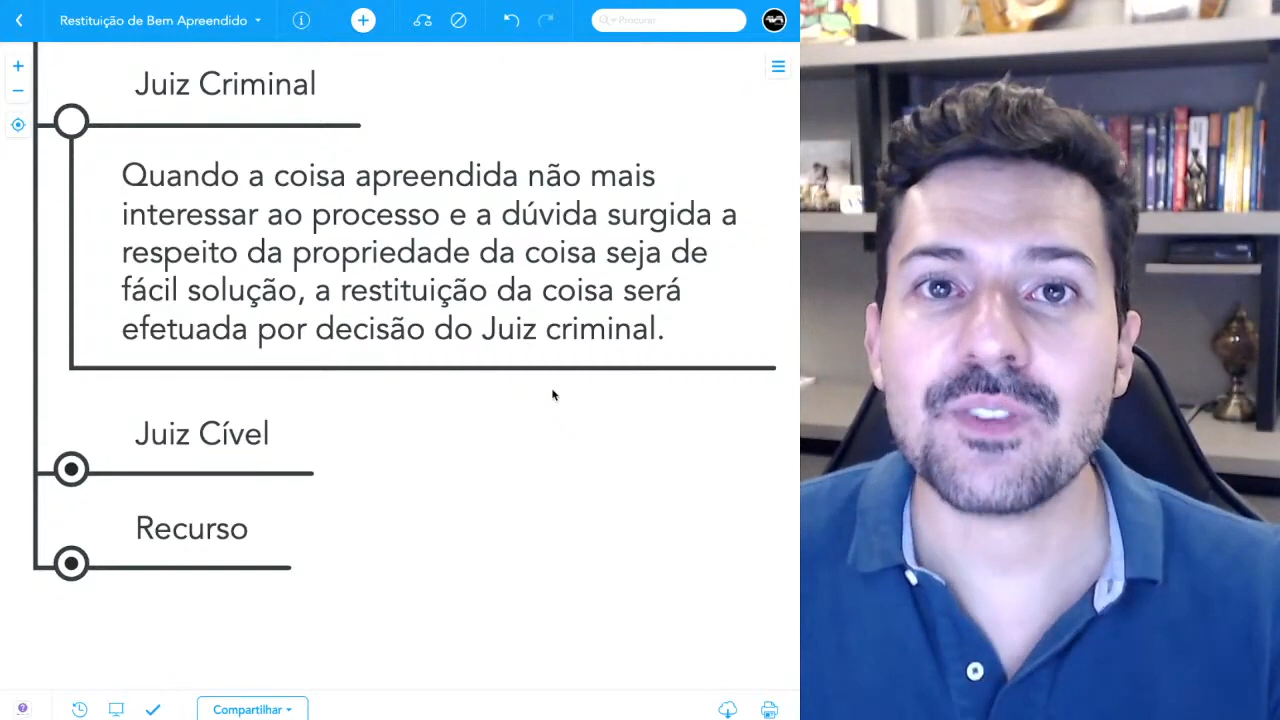 Restituição de Bem Apreendido
Procurar
Juiz Criminal
Quando a coisa apreendida não mais
interessar ao processo e a dúvida surgida a
respeito da propriedade da coisa seja de
fácil solução, a restituição da coisa será
efetuada por decisão do Juiz criminal.
Juiz Cível
Recurso
Compartilhar